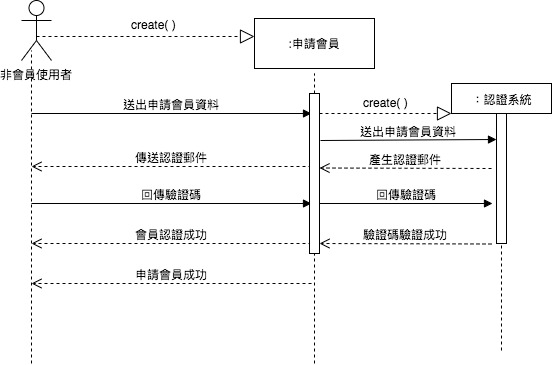 create( )
:申請會員
非會員使用者
：認證系統
送出申請會員資料
create( )
送出申請會員資料
傳送認證郵件
產生認證郵件
回傳驗證碼
回傳驗證碼
會員認證成功
驗證碼驗證成功
申請會員成功